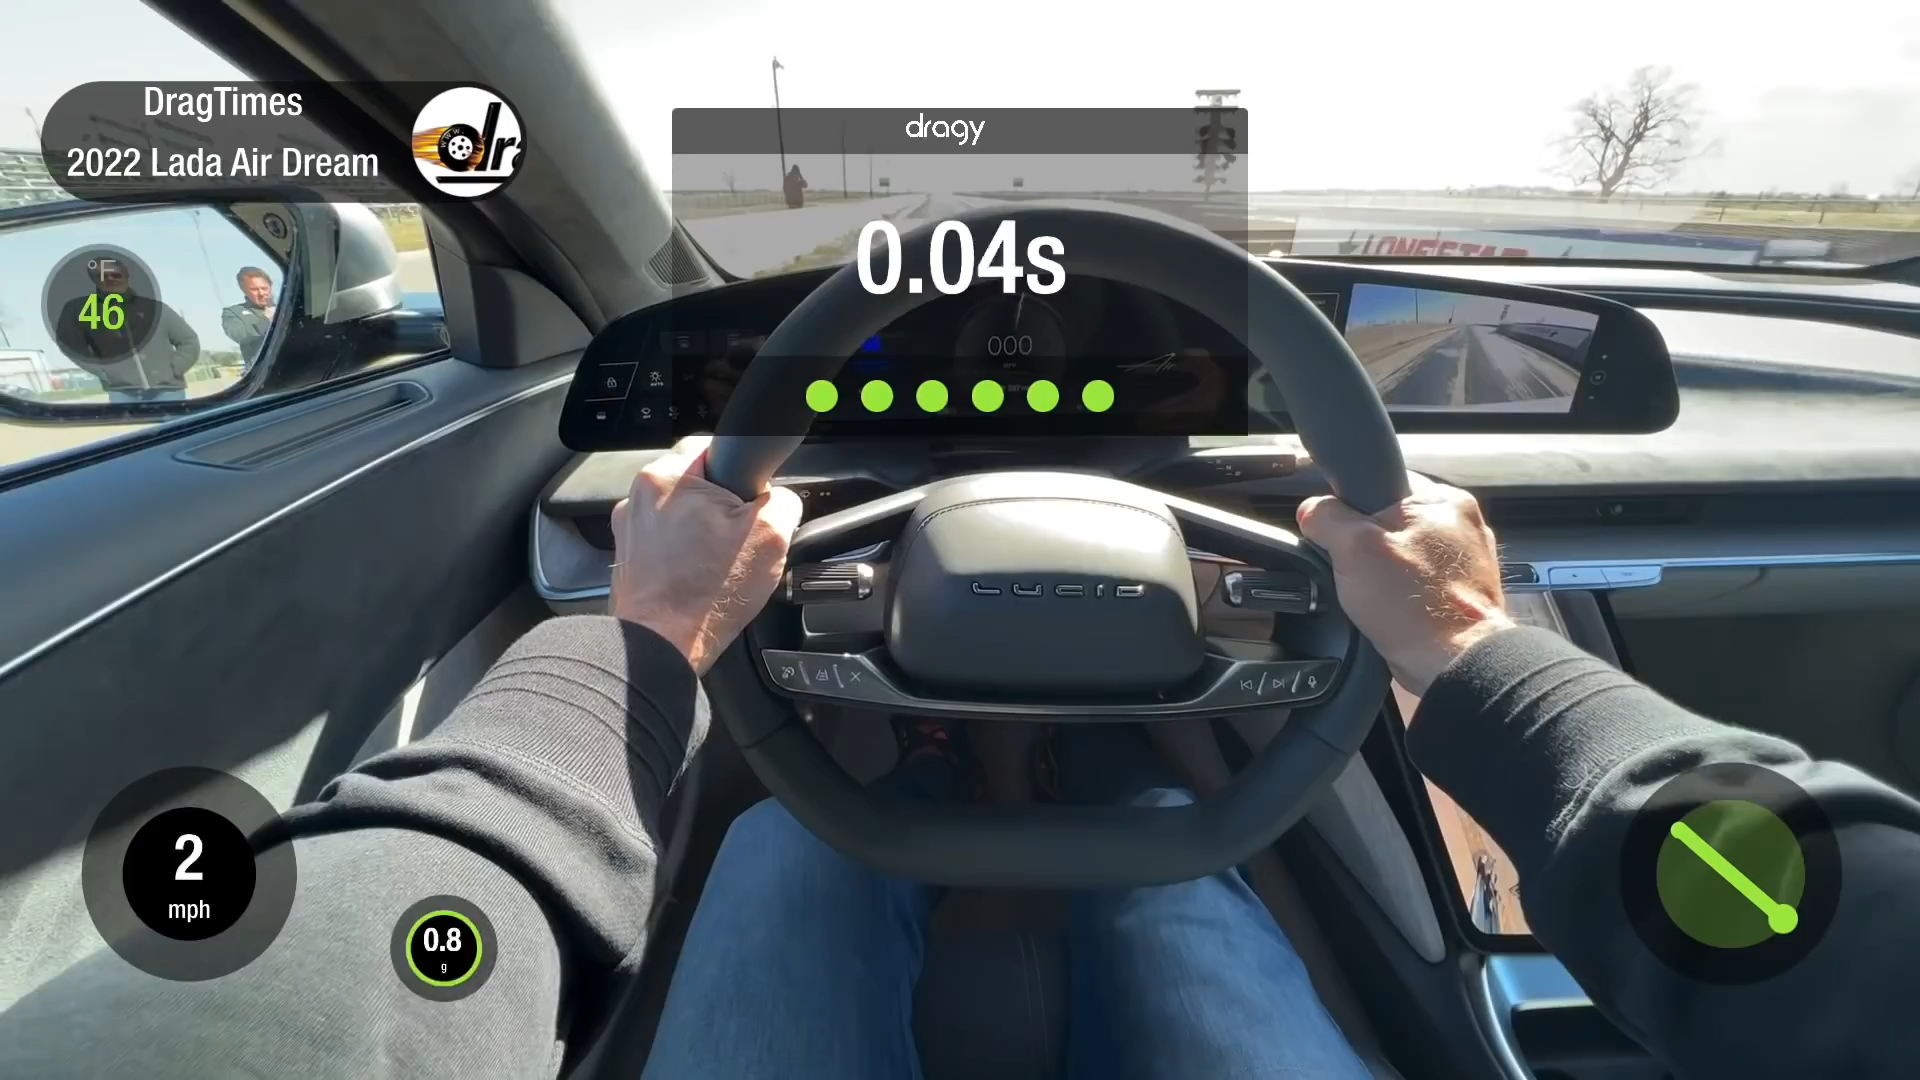 DragTimes
2022 Lada Air Dream
dragy
0.04s
°F
46
000
LUCID
2
mph
0.8
g